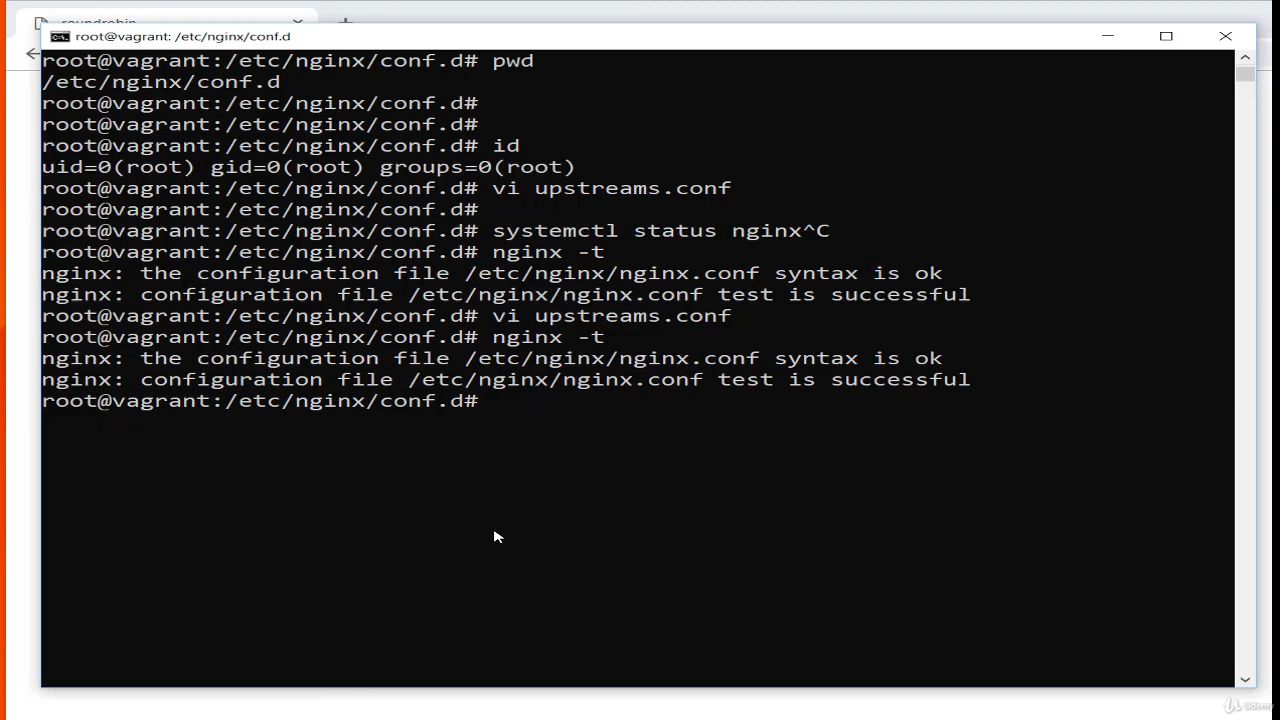 roundrobin
root@vagrant: /etc/nginx/conf.d
root@vagrant:/etc/nginx/conf.d# pwd
/etc/nginx/conf.d
root@vagrant:/etc/nginx/conf.d#
root@vagrant:/etc/nginx/conf.d#
root@vagrant:/etc/nginx/conf.d# id
uid=0(root) gid=0(root) groups=0(root)
root@vagrant:/etc/nginx/conf.d# vi upstreams.conf
root@vagrant:/etc/nginx/conf.d#
root@vagrant:/etc/nginx/conf.d# systemctl status nginx^C
root@vagrant:/etc/nginx/conf.d# nginx -t
nginx: the configuration file /etc/nginx/nginx.conf syntax is ok
nginx: configuration file /etc/nginx/nginx.conf test is successful
root@vagrant:/etc/nginx/conf.d# vi upstreams.conf
root@vagrant:/etc/nginx/conf.d# nginx -t
nginx: the configuration file /etc/nginx/nginx.conf syntax is ok
nginx: configuration file /etc/nginx/nginx.conf test is successful
root@vagrant:/etc/nginx/conf.d#
Udemy